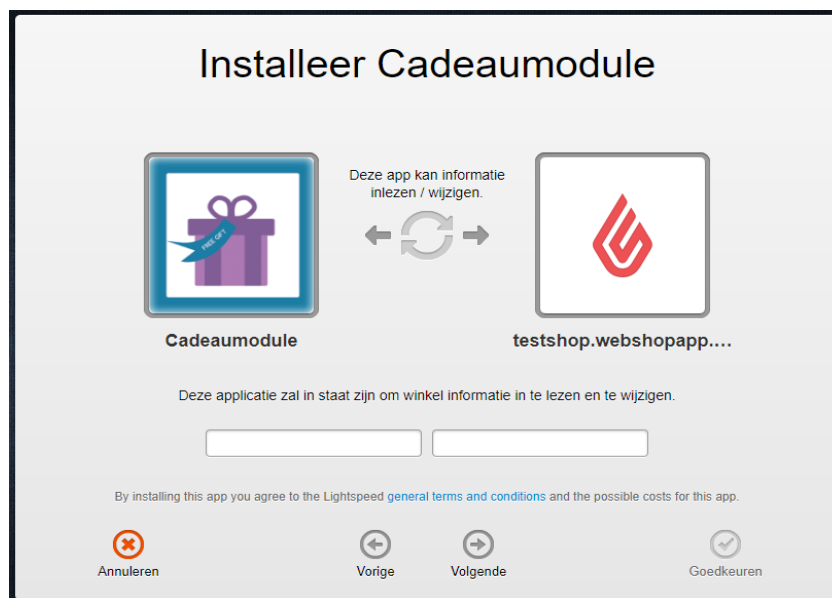 Installeer Cadeaumodule
Deze app kan informatie
inlezen / wijzigen.
FREE GIFT
Cadeaumodule
testshop.webshopapp....
Deze applicatie zal in staat zijn om winkel informatie in te lezen en te wijzigen.
By installing this app you agree to the Lightspeed general terms and conditions and the possible costs for this app.
Annuleren
Vorige
Volgende
Goedkeuren